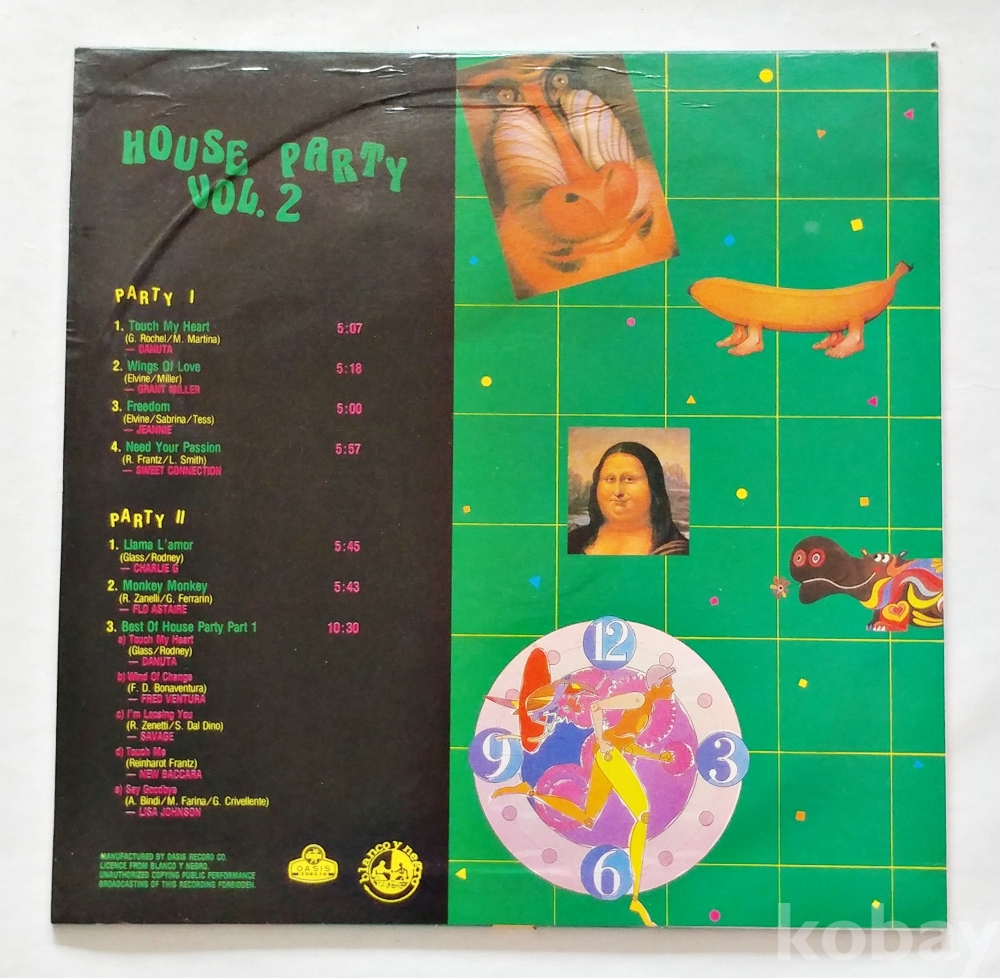 HOUSE PARTY
VOL. 2
PARTY I
1. Touch My Heart 5:07
(G. Rochel/M. Martina)
— DANUTA
2. Wings Of Love 5:18
(Elvine/Miller)
— GRANT MILLER
3. Freedom 5:00
(Elvine/Sabrina/Tess)
— JEANNIE
4. Need Your Passion 5:57
(R. Frantz/L. Smith)
— SWEET CONNECTION
PARTY II
1. Llama L'amor 5:45
(Glass/Rodney)
— CHARLIE G
2. Monkey Monkey 5:43
(R. Zanelli/G. Ferrarin)
— FLO ASTAIRE
3. Best Of House Party Part 1 10:30
a) Touch My Heart
(Glass/Rodney)
— DANUTA
b) Wind Of Change
(F. D. Bonaventura)
— FRED VENTURA
c) I'm Loosing You
(R. Zenetti/S. Dal Dino)
— SAVAGE
d) Touch Me
(Reinharot Frantz)
— NEW BACCARA
e) Say Goodbye
(A. Bindi/M. Farina/G. Crivellente)
— LISA JOHNSON
MANUFACTURED BY OASIS RECORD CO.
LICENCE FROM BLANCO Y NEGRO.
UNAUTHORIZED COPYING PUBLIC PERFORMANCE
BROADCASTING OF THIS RECORDING FORBIDDEN.
OASIS
blanco y negro
12
9
3
6
kobay